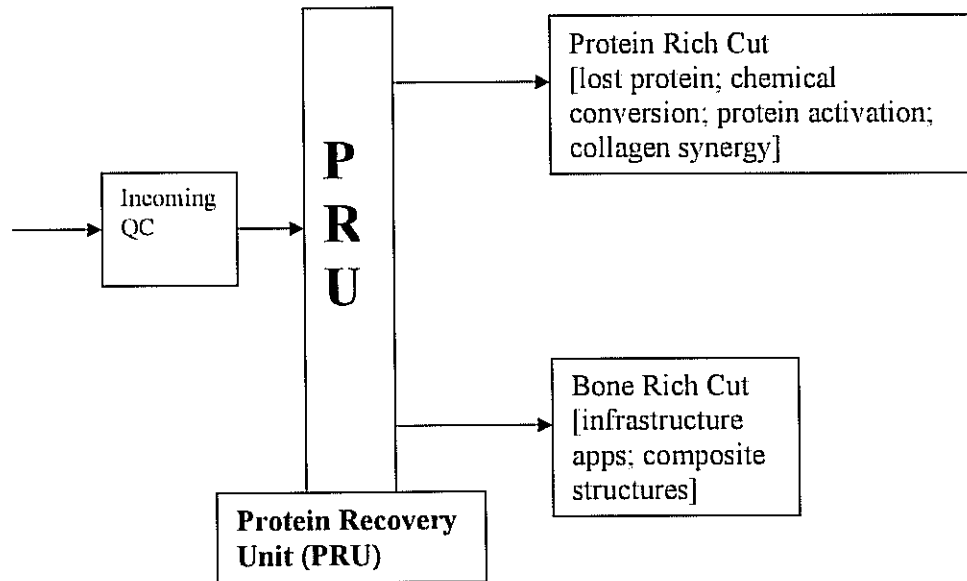 Incoming
QC
P
R
U
Protein Rich Cut
[lost protein; chemical
conversion; protein activation;
collagen synergy]
Bone Rich Cut
[infrastructure
apps; composite
structures]
Protein Recovery
Unit (PRU)